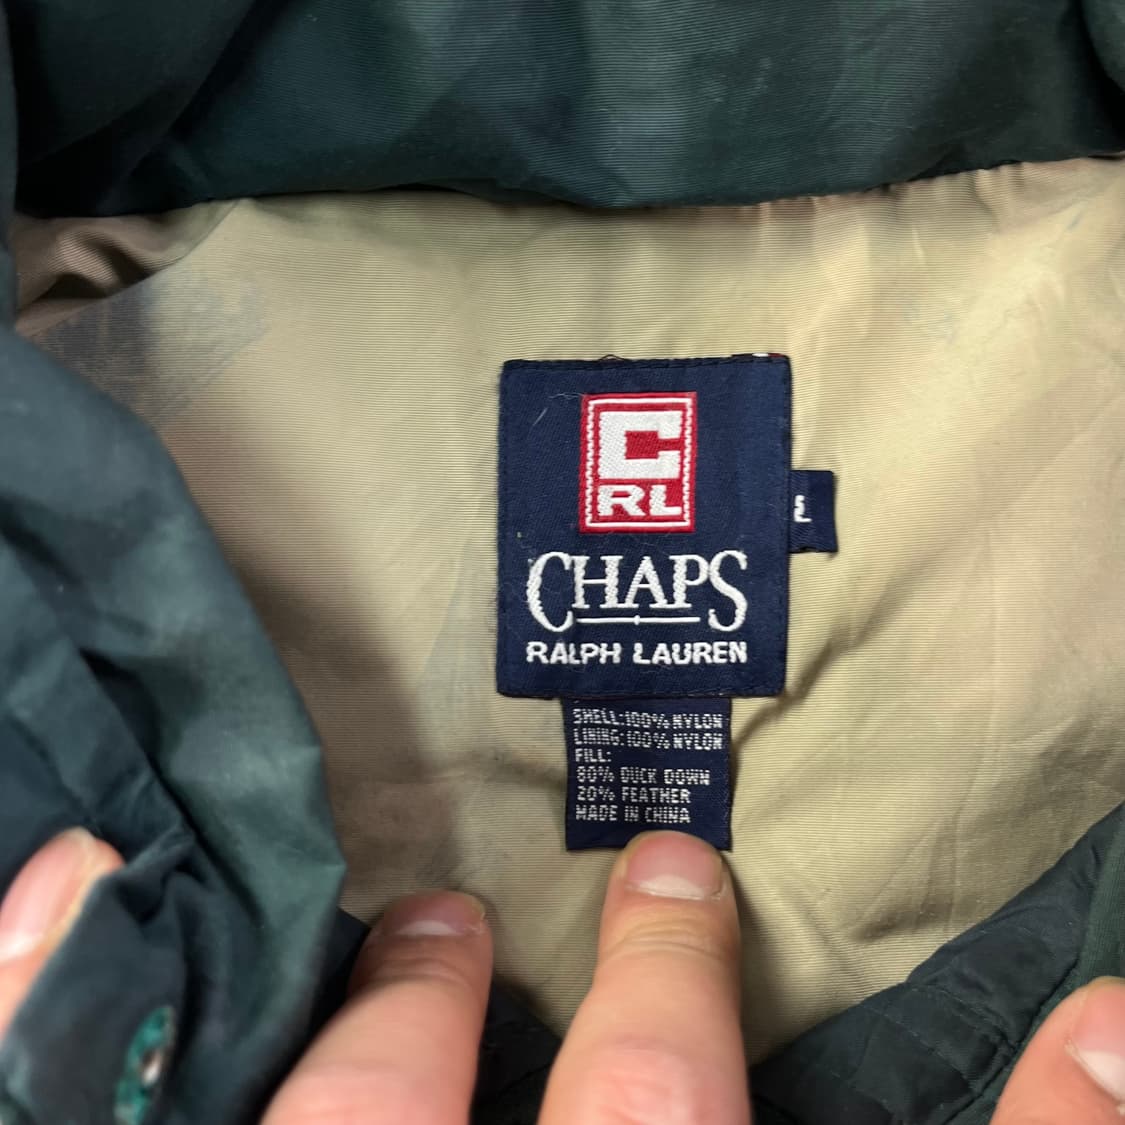 C
RL
CHAPS
RALPH LAUREN
SHELL:100% NYLON
LINING:100% NYLON
FILL:
80% DUCK DOWN
20% FEATHER
MADE IN CHINA